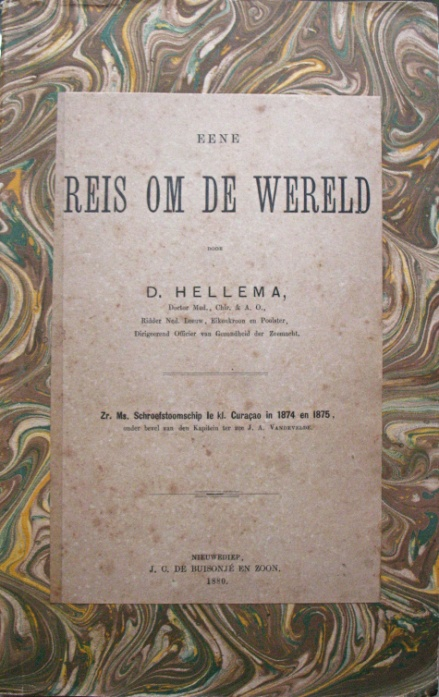 EENE
REIS OM DE WERELD
DOOR
D. HELLEMA,
Doctor Med., Chir. & A. O.,
Ridder Ned. Leeuw, Eikenkroon en Poolster,
Dirigeerend Officier van Gezondheid der Zeemacht.
Zr. Ms. Schroefstoomschip 1e kl. Curaçao in 1874 en 1875,
onder bevel van den Kapitein ter zee J. A. VANDEVELDE.
NIEUWEDIEP,
J. C. DE BUISONJÉ EN ZOON.
1880.